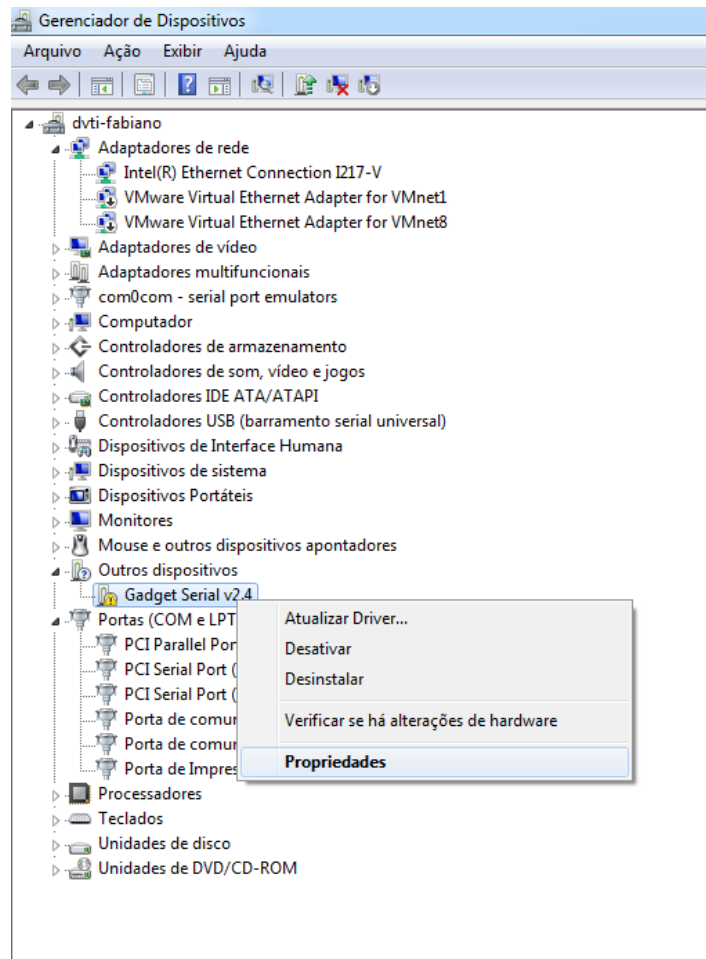 Gerenciador de Dispositivos
Arquivo Ação Exibir Ajuda
dvti-fabiano
Adaptadores de rede
Intel(R) Ethernet Connection I217-V
VMware Virtual Ethernet Adapter for VMnet1
VMware Virtual Ethernet Adapter for VMnet8
Adaptadores de vídeo
Adaptadores multifuncionais
com0com - serial port emulators
Computador
Controladores de armazenamento
Controladores de som, vídeo e jogos
Controladores IDE ATA/ATAPI
Controladores USB (barramento serial universal)
Dispositivos de Interface Humana
Dispositivos de sistema
Dispositivos Portáteis
Monitores
Mouse e outros dispositivos apontadores
Outros dispositivos
Gadget Serial v2.4
Portas (COM e LPT
PCI Parallel Por
PCI Serial Port (
PCI Serial Port (
Porta de comur
Porta de comur
Porta de Impres
Processadores
Teclados
Unidades de disco
Unidades de DVD/CD-ROM
Atualizar Driver...
Desativar
Desinstalar
Verificar se há alterações de hardware
Propriedades